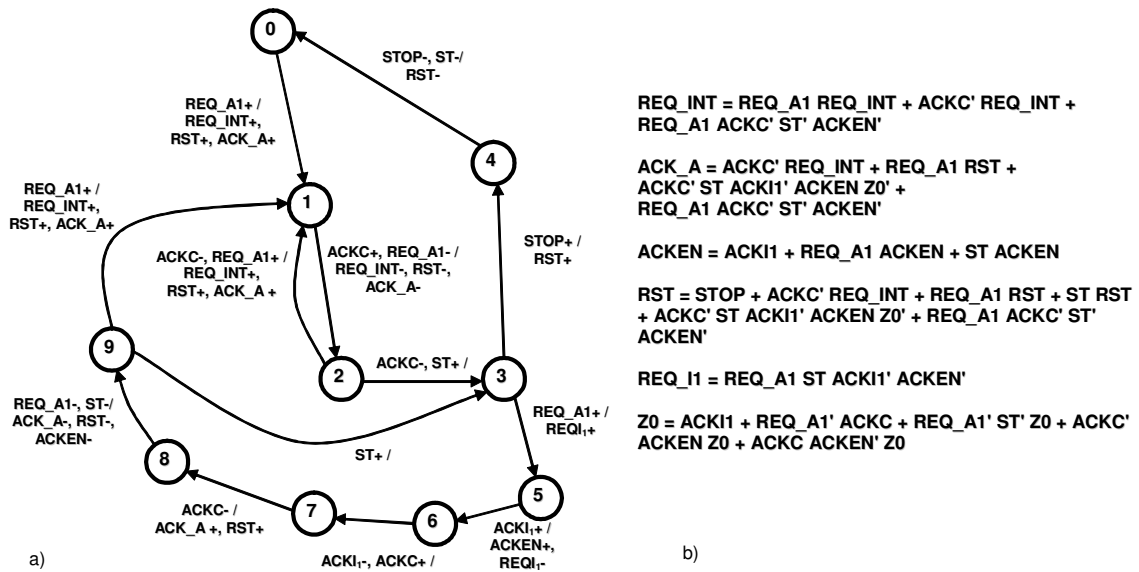 0
STOP-, ST-/
RST-
REQ_A1+ /
REQ_INT+,
RST+, ACK_A+
4
REQ_A1+ /
REQ_INT+,
RST+, ACK_A+
1
STOP+ /
RST+
ACKC-, REQ_A1+ /
REQ_INT+,
RST+, ACK_A +
ACKC+, REQ_A1- /
REQ_INT-, RST-,
ACK_A-
9
2
ACKC-, ST+ /
3
REQ_A1-, ST-/
ACK_A-, RST-,
ACKEN-
REQ_A1+ /
REQI₁+
8
ST+ /
5
7
6
ACKC- /
ACK_A +, RST+
ACKI₁-, ACKC+ /
ACKI₁+ /
ACKEN+,
REQI₁-
a)
REQ_INT = REQ_A1 REQ_INT + ACKC' REQ_INT +
REQ_A1 ACKC' ST' ACKEN'
ACK_A = ACKC' REQ_INT + REQ_A1 RST +
ACKC' ST ACKI1' ACKEN Z0' +
REQ_A1 ACKC' ST' ACKEN'
ACKEN = ACKI1 + REQ_A1 ACKEN + ST ACKEN
RST = STOP + ACKC' REQ_INT + REQ_A1 RST + ST RST
+ ACKC' ST ACKI1' ACKEN Z0' + REQ_A1 ACKC' ST'
ACKEN'
REQ_I1 = REQ_A1 ST ACKI1' ACKEN'
Z0 = ACKI1 + REQ_A1' ACKC + REQ_A1' ST' Z0 + ACKC'
ACKEN Z0 + ACKC ACKEN' Z0
b)